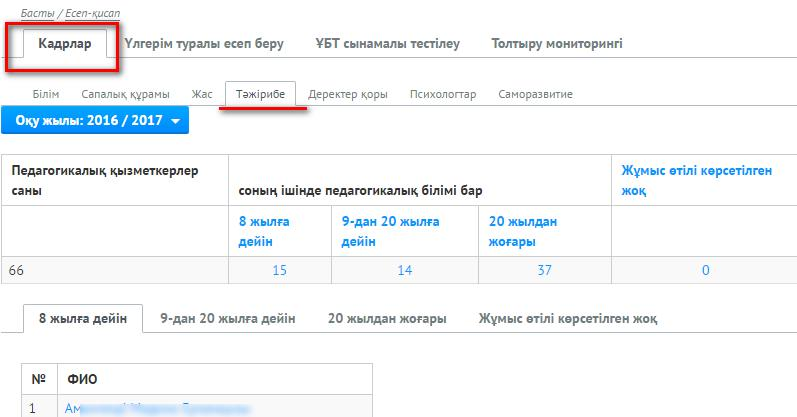 Басты / Есеп-қисап
Кадрлар Үлгерім туралы есеп беру ҰБТ сынамалы тестілеу Толтыру мониторингі
Білім Сапалық құрамы Жас Тәжірибе Деректер қоры Психологтар Саморазвитие
Оқу жылы: 2016 / 2017
Педагогикалық қызметкерлер саны соның ішінде педагогикалық білімі бар Жұмыс өтілі көрсетілген жоқ
8 жылға дейін 9-дан 20 жылға дейін 20 жылдан жоғары
66 15 14 37 0
8 жылға дейін 9-дан 20 жылға дейін 20 жылдан жоғары Жұмыс өтілі көрсетілген жоқ
№ ФИО
1